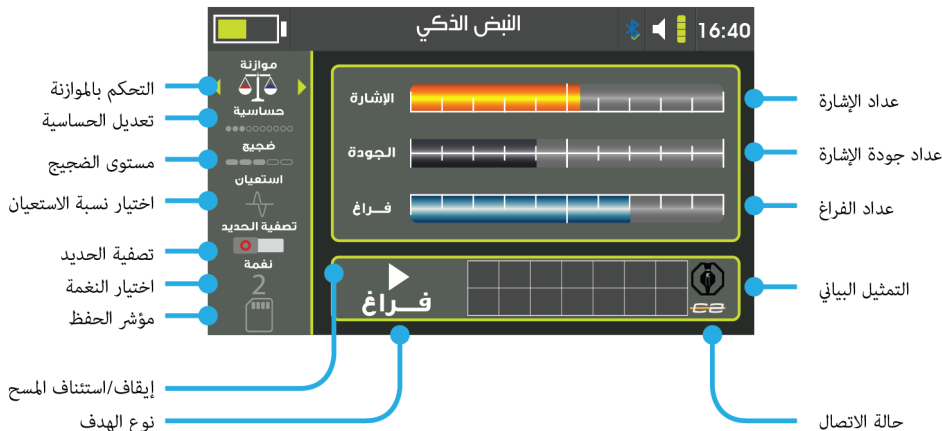 النبض الذكي
16:40
موازنة
حساسية
ضجيج
استعيان
تصفية الحديد
نغمة
2
الإشارة
الجودة
فــراغ
فــراغ
التحكم بالموازنة
تعديل الحساسية
مستوى الضجيج
اختيار نسبة الاستعيان
تصفية الحديد
اختيار النغمة
مؤشر الحفظ
إيقاف/استئناف المسح
نوع الهدف
عداد الإشارة
عداد جودة الإشارة
عداد الفراغ
التمثيل البياني
حالة الاتصال